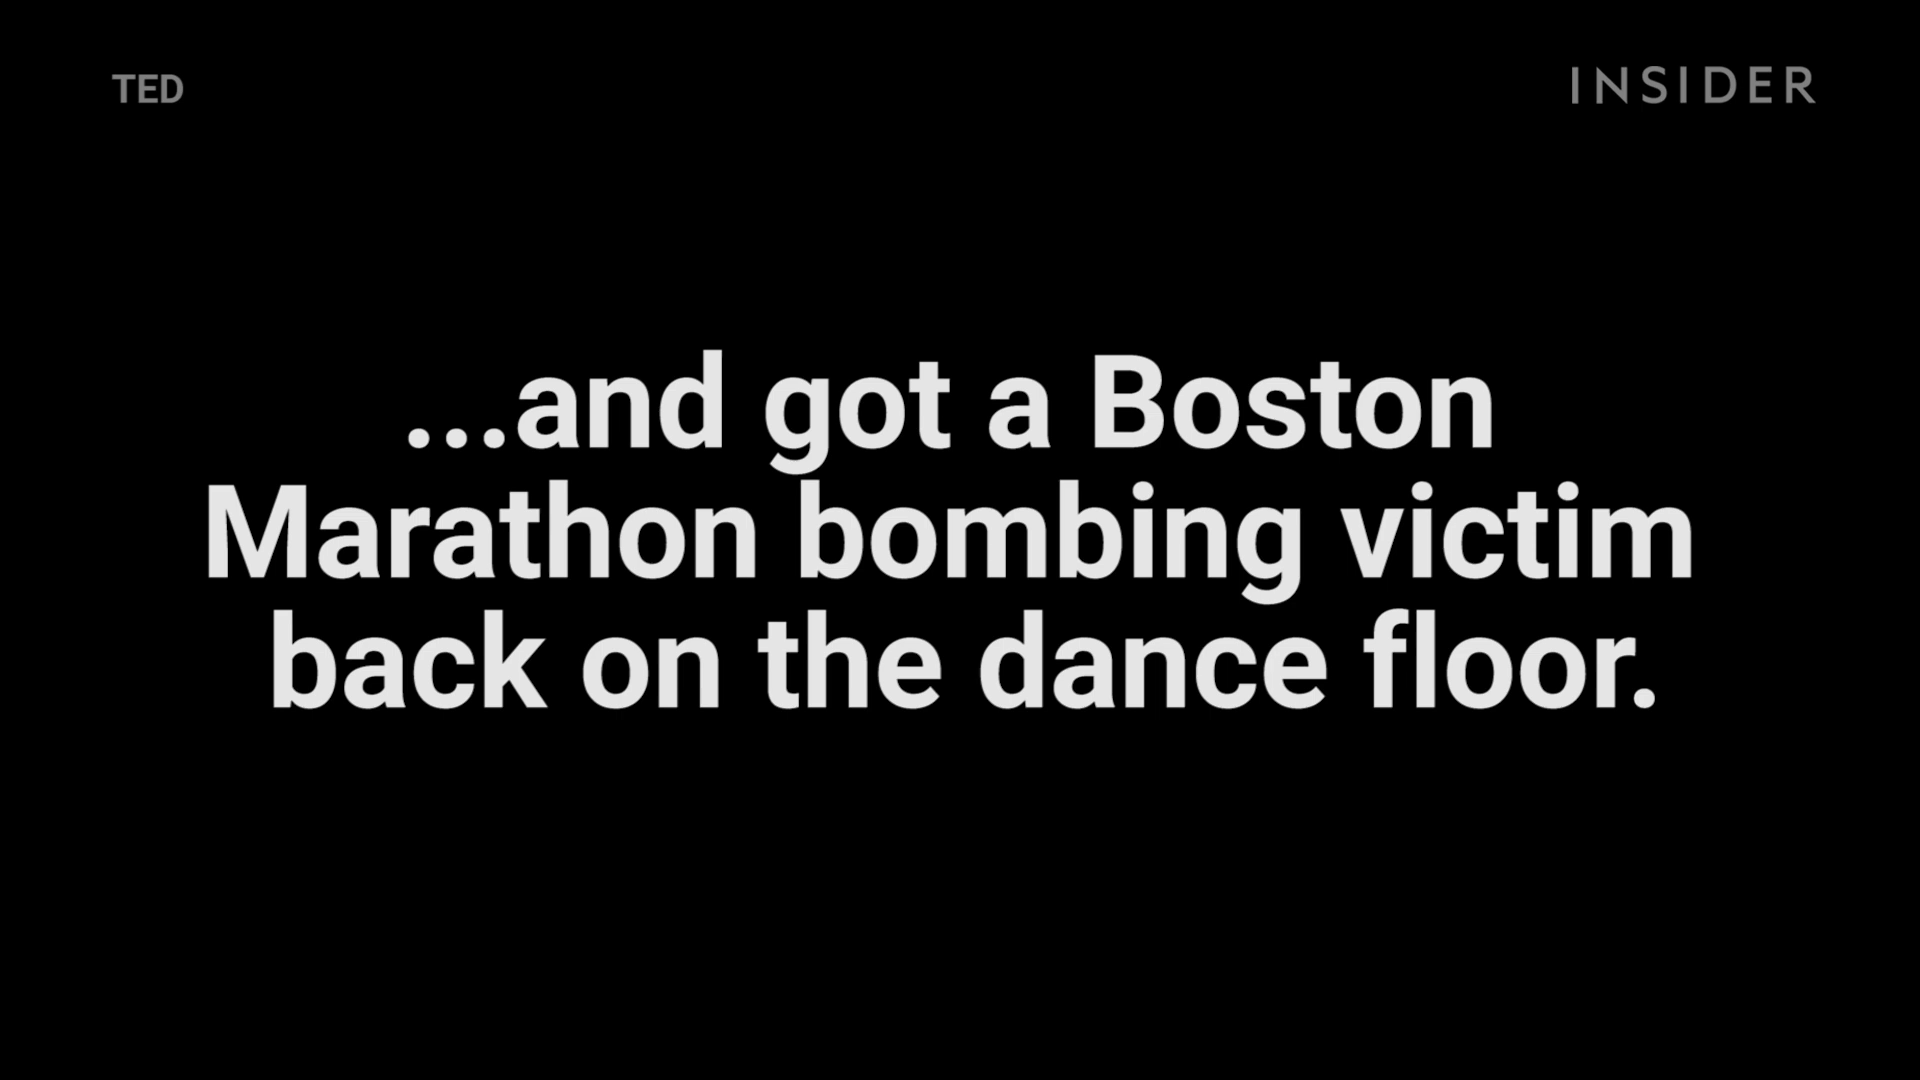 TED
INSIDER
...and got a Boston
Marathon bombing victim
back on the dance floor.